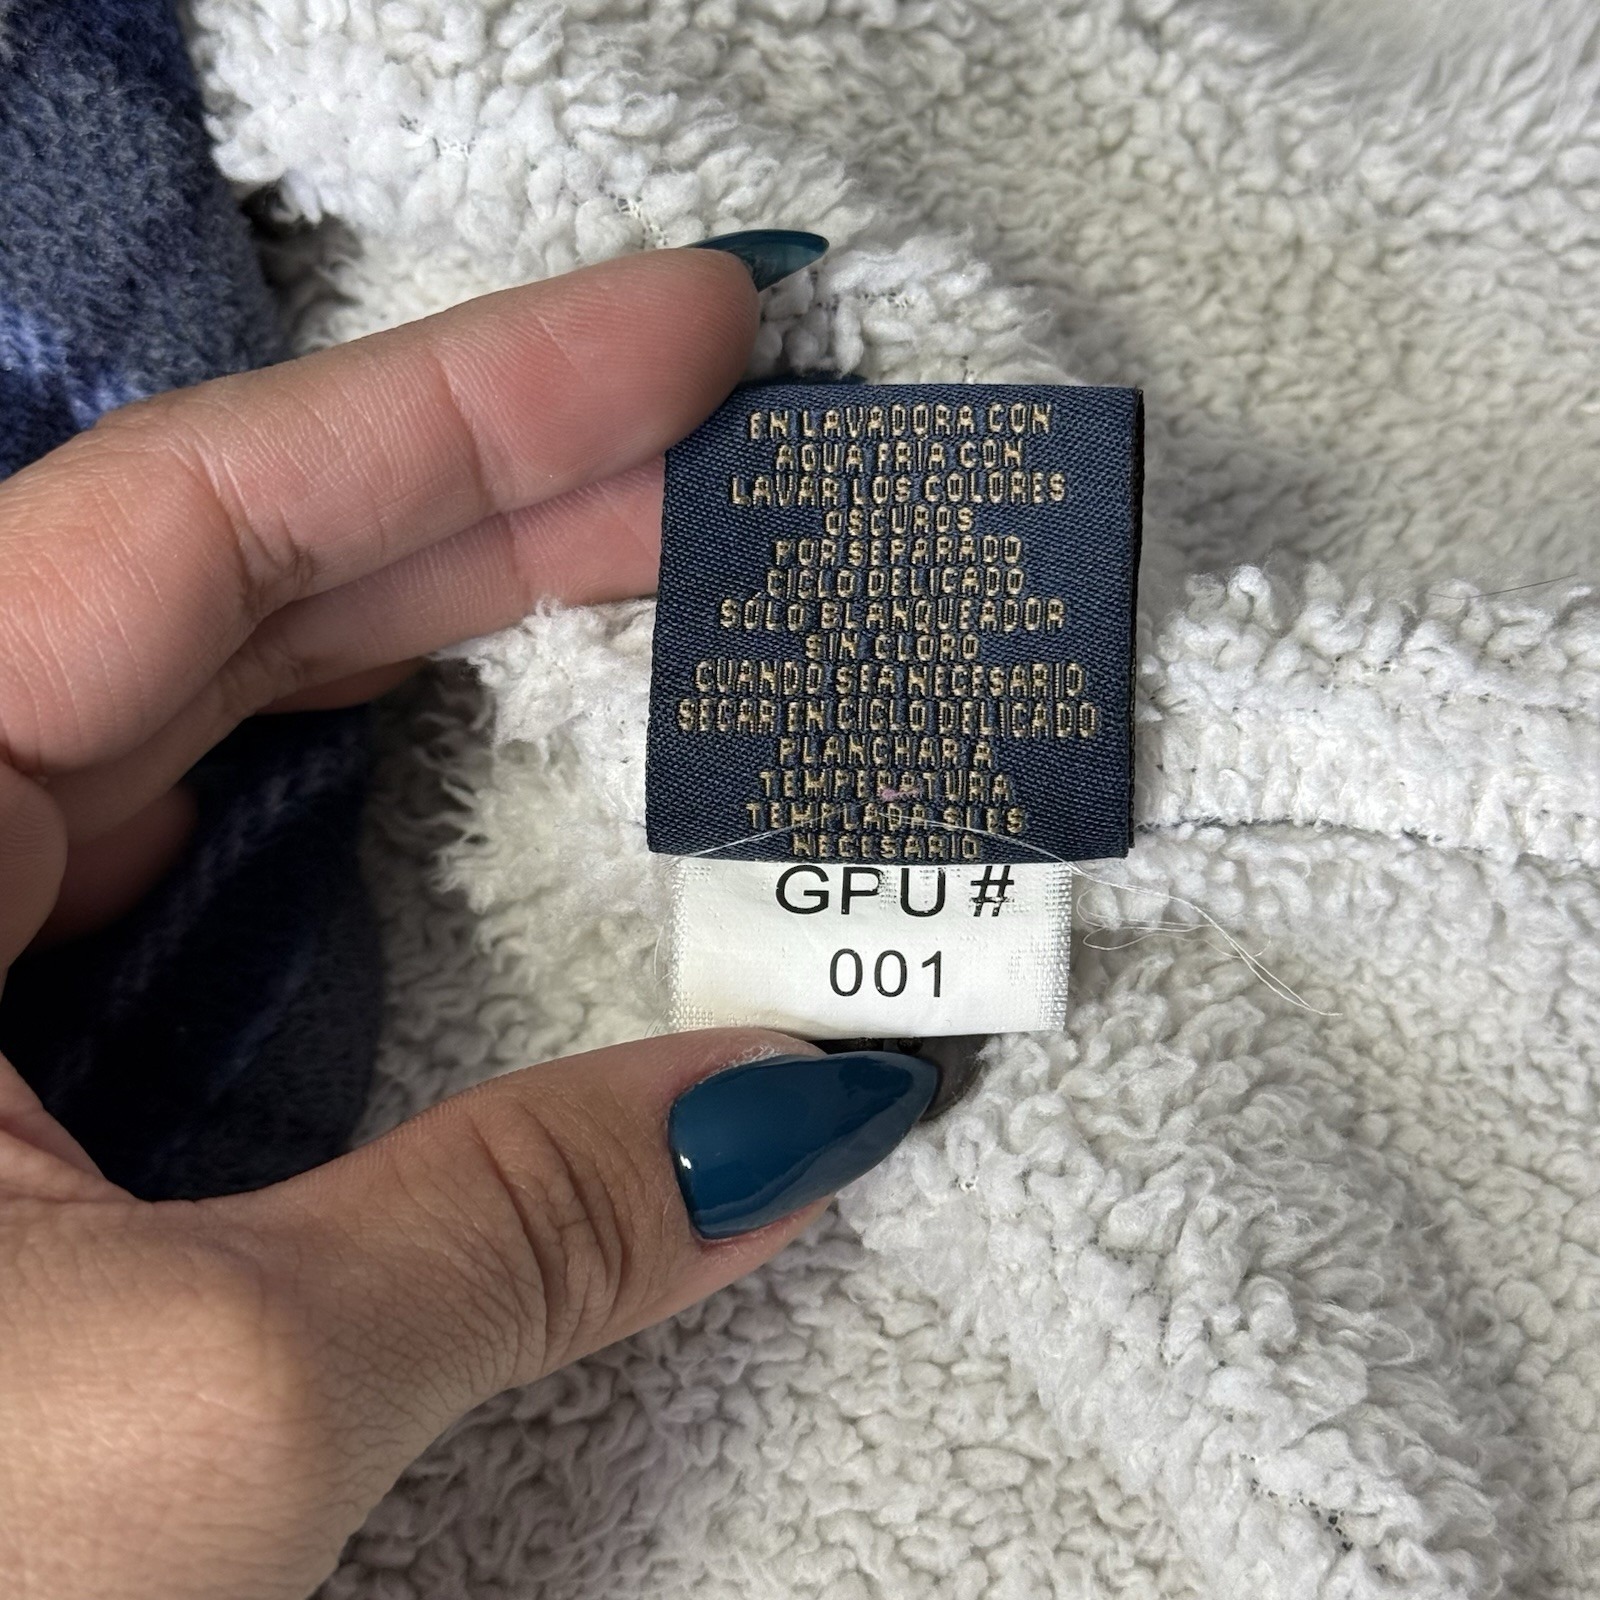 EN LAVADORA CON
AGUA FRIA CON
LAVAR LOS COLORES
OSCUROS
POR SEPARADO
CICLO DELICADO
SOLO BLANQUEADOR
SIN CLORO
CUANDO SEA NECESARIO
SECAR EN CICLO DELICADO
PLANCHAR A
TEMPERATURA
TEMPLADA SI ES
NECESARIO
GPU #
001